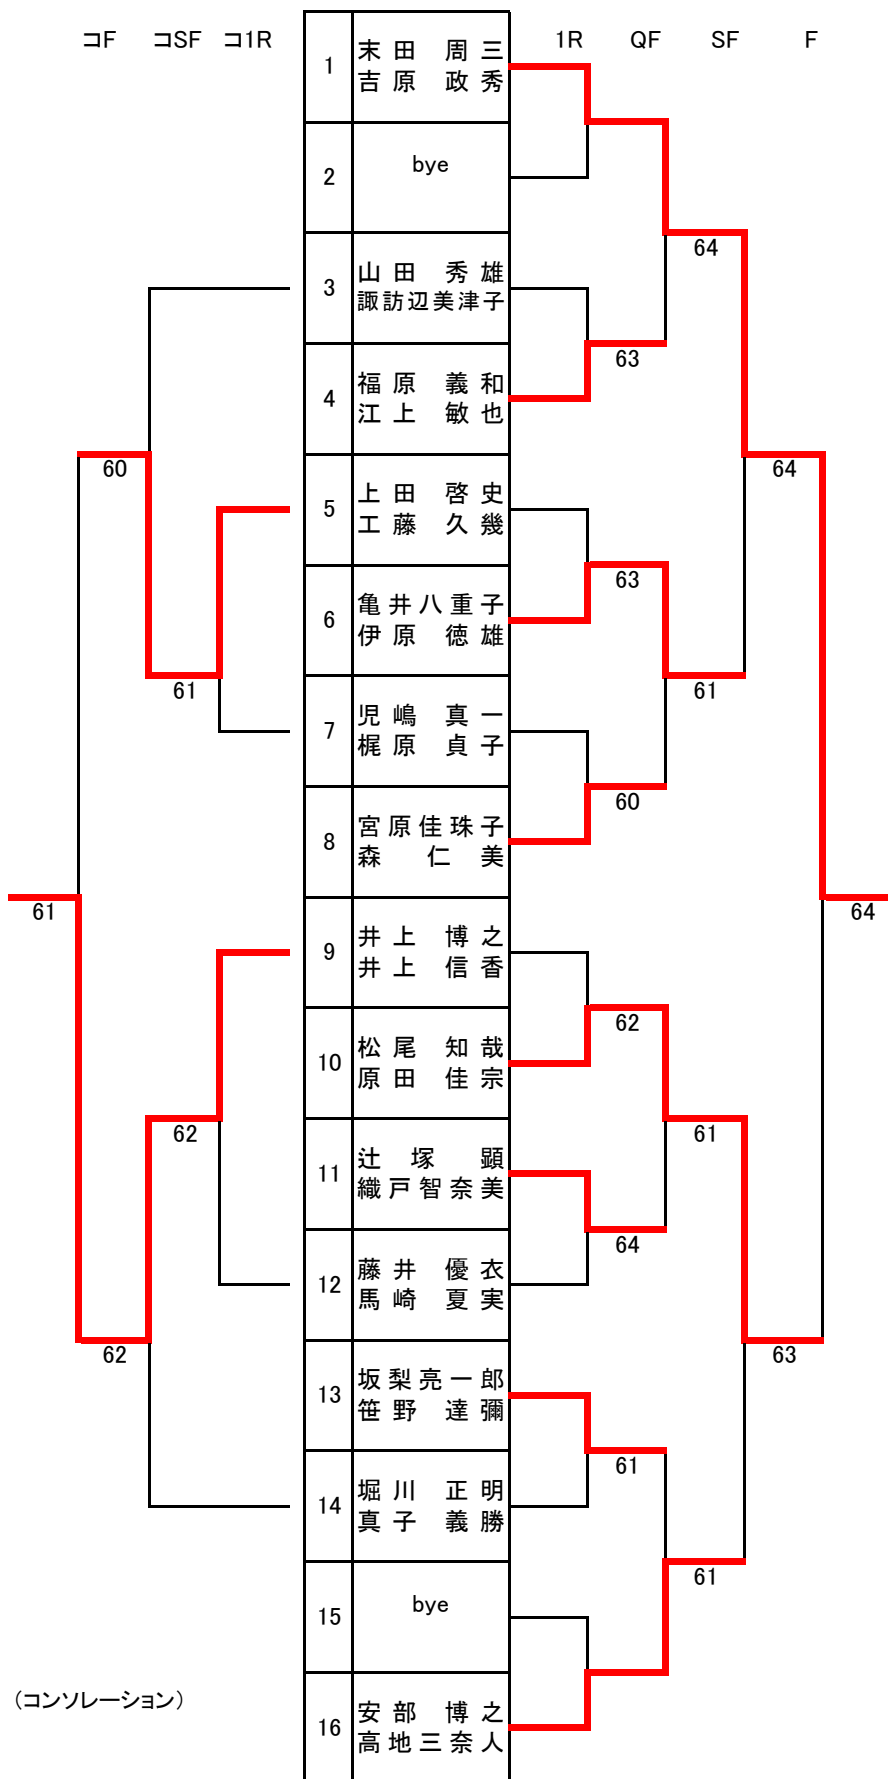 コF コSF コ1R 1R QF SF F
1 末田 周三
吉原 政秀
2 bye
64
3 山田 秀雄
諏訪辺美津子
63
4 福原 義和
江上 敏也
60 64
5 上田 啓史
工藤 久幾
63
6 亀井八重子
伊原 徳雄
61 61
7 児嶋 真一
梶原 貞子
60
8 宮原佳珠子
森 仁美
61 64
9 井上 博之
井上 信香
62
10 松尾 知哉
原田 佳宗
62 61
11 辻塚 顕
織戸智奈美
64
12 藤井 優衣
馬崎 夏実
62 63
13 坂梨亮一郎
笹野 達彌
61
14 堀川 正明
真子 義勝
61
15 bye
(コンソレーション)
16 安部 博之
高地三奈人